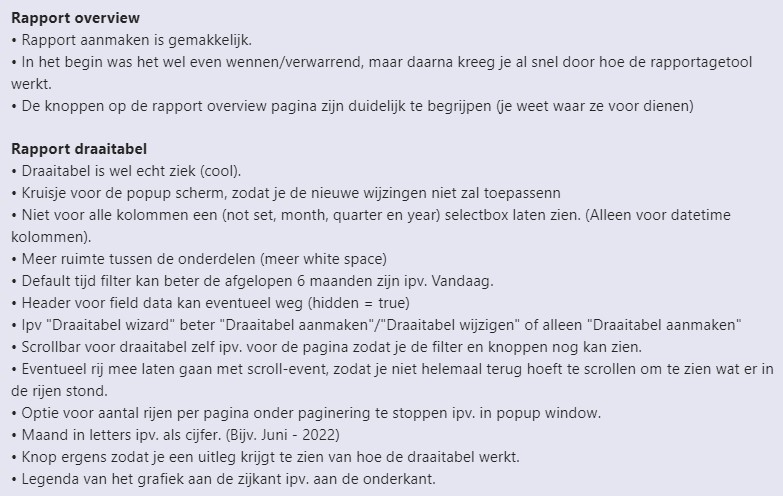 Rapport overview
• Rapport aanmaken is gemakkelijk.
• In het begin was het wel even wennen/verwarrend, maar daarna kreeg je al snel door hoe de rapportagetool
werkt.
• De knoppen op de rapport overview pagina zijn duidelijk te begrijpen (je weet waar ze voor dienen)
Rapport draaitabel
• Draaitabel is wel echt ziek (cool).
• Kruisje voor de popup scherm, zodat je de nieuwe wijzingen niet zal toepassenn
• Niet voor alle kolommen een (not set, month, quarter en year) selectbox laten zien. (Alleen voor datetime
kolommen).
• Meer ruimte tussen de onderdelen (meer white space)
• Default tijd filter kan beter de afgelopen 6 maanden zijn ipv. Vandaag.
• Header voor field data kan eventueel weg (hidden = true)
• Ipv "Draaitabel wizard" beter "Draaitabel aanmaken"/"Draaitabel wijzigen" of alleen "Draaitabel aanmaken"
• Scrollbar voor draaitabel zelf ipv. voor de pagina zodat je de filter en knoppen nog kan zien.
• Eventueel rij mee laten gaan met scroll-event, zodat je niet helemaal terug hoeft te scrollen om te zien wat er in
de rijen stond.
• Optie voor aantal rijen per pagina onder paginering te stoppen ipv. in popup window.
• Maand in letters ipv. als cijfer. (Bijv. Juni - 2022)
• Knop ergens zodat je een uitleg krijgt te zien van hoe de draaitabel werkt.
• Legenda van het grafiek aan de zijkant ipv. aan de onderkant.